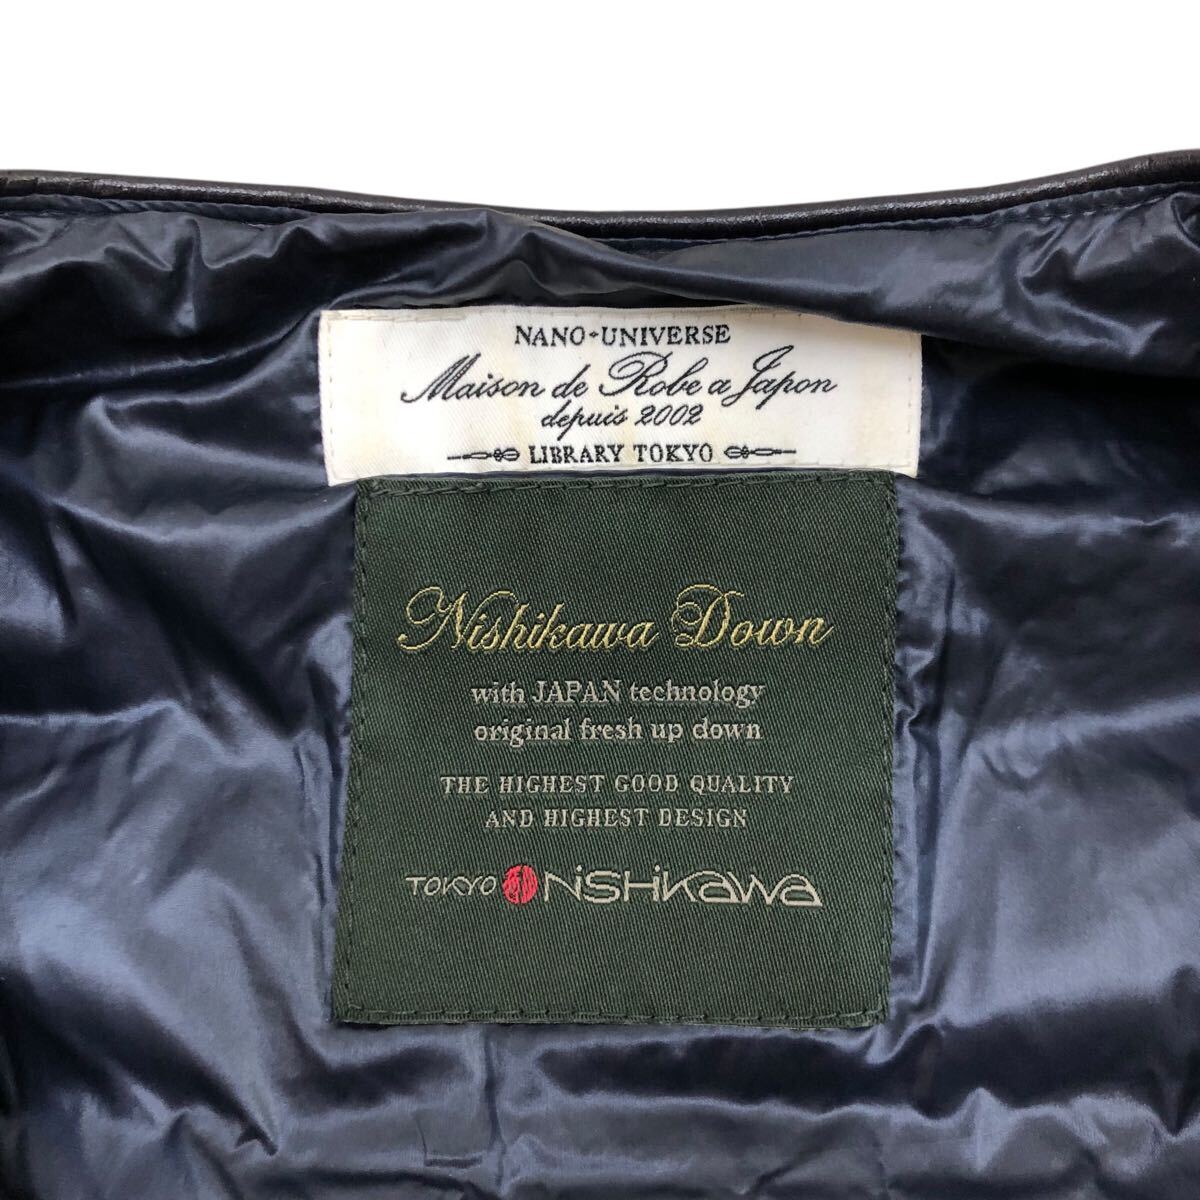 NANO・UNIVERSE
Maison de Robe a Japon
depuis 2002
LIBRARY TOKYO
Nishikawa Down
with JAPAN technology
original fresh up down
THE HIGHEST GOOD QUALITY
AND HIGHEST DESIGN
TOKYO NiSHiKaWa